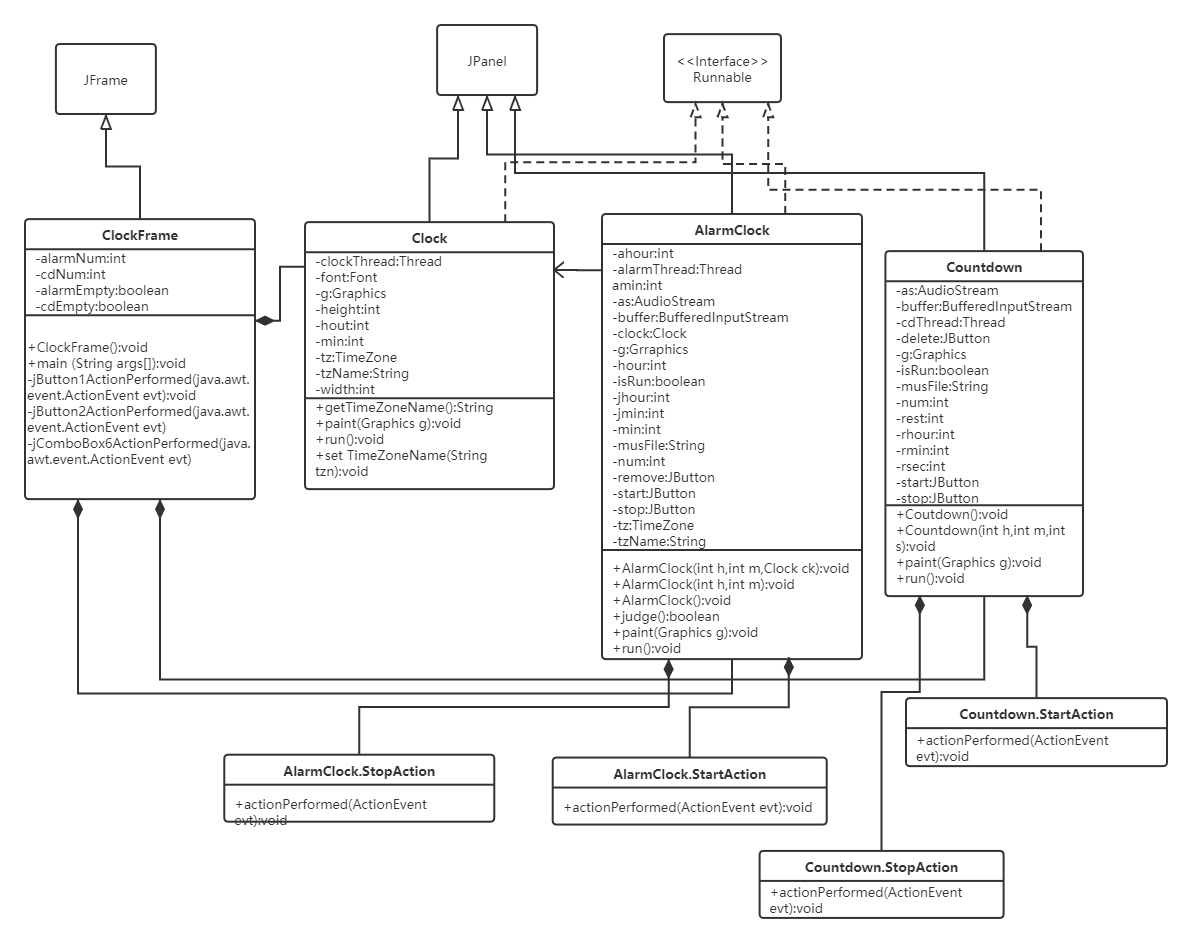 JFrame
JPanel
<<Interface>>
Runnable
ClockFrame
-alarmNum:int
-cdNum:int
-alarmEmpty:boolean
-cdEmpty:boolean
+ClockFrame():void
+main (String args[]):void
-jButton1ActionPerformed(java.awt.
event.ActionEvent evt):void
-jButton2ActionPerformed(java.awt.
event.ActionEvent evt)
-jComboBox6ActionPerformed(java.
awt.event.ActionEvent evt)
Clock
-clockThread:Thread
-font:Font
-g:Graphics
-height:int
-hout:int
-min:int
-tz:TimeZone
-tzName:String
-width:int
+getTimeZoneName():String
+paint(Graphics g):void
+run():void
+set TimeZoneName(String
tzn):void
AlarmClock
-ahour:int
-alarmThread:Thread
amin:int
-as:AudioStream
-buffer:BufferedInputStream
-clock:Clock
-g:Grraphics
-hour:int
-isRun:boolean
-jhour:int
-jmin:int
-min:int
-musFile:String
-num:int
-remove:JButton
-start:JButton
-stop:JButton
-tz:TimeZone
-tzName:String
+AlarmClock(int h,int m,Clock ck):void
+AlarmClock(int h,int m):void
+AlarmClock():void
+judge():boolean
+paint(Graphics g):void
+run():void
Countdown
-as:AudioStream
-buffer:BufferedInputStream
-cdThread:Thread
-delete:JButton
-g:Graphics
-isRun:boolean
-musFile:String
-num:int
-rest:int
-rhour:int
-rmin:int
-rsec:int
-start:JButton
-stop:JButton
+Coutdown():void
+Countdown(int h,int m,int
s):void
+paint(Graphics g):void
+run():void
AlarmClock.StopAction
+actionPerformed(ActionEvent
evt):void
AlarmClock.StartAction
+actionPerformed(ActionEvent evt):void
Countdown.StartAction
+actionPerformed(ActionEvent
evt):void
Countdown.StopAction
+actionPerformed(ActionEvent
evt):void